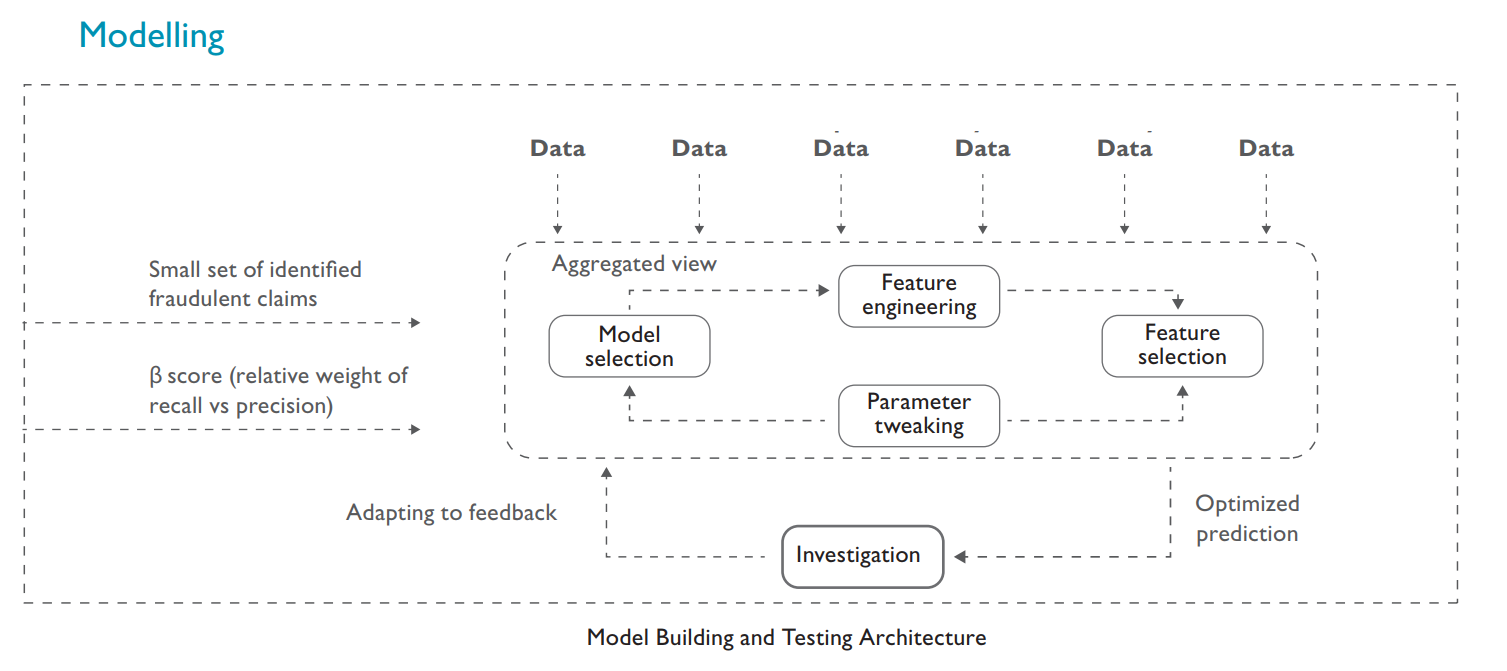 Modelling
Data Data Data Data Data Data
Aggregated view
Small set of identified
fraudulent claims
β score (relative weight of
recall vs precision)
Model
selection
Feature
engineering
Feature
selection
Parameter
tweaking
Adapting to feedback
Investigation
Optimized
prediction
Model Building and Testing Architecture